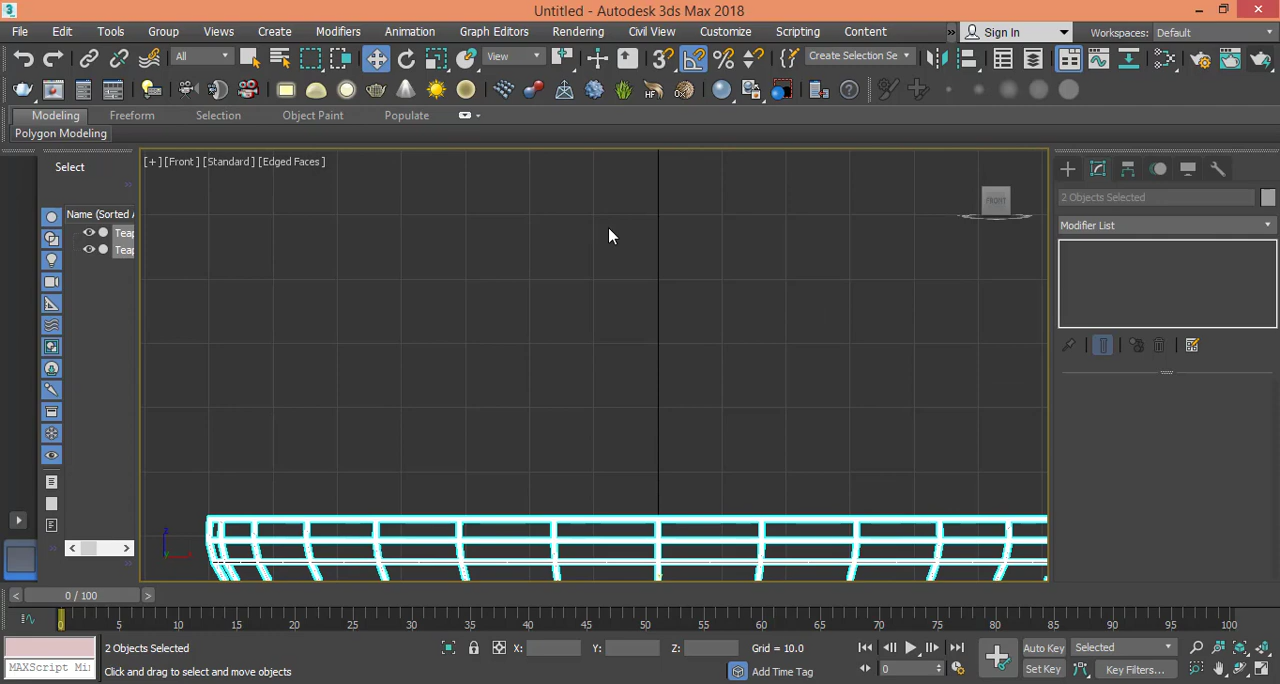 Untitled - Autodesk 3ds Max 2018
File Edit Tools Group Views Create Modifiers Animation Graph Editors Rendering Civil View Customize Scripting Content » Sign In Workspaces: Default
All View 3 Create Selection Se
Modeling Freeform Selection Object Paint Populate
Polygon Modeling
Select
[+] [Front ] [Standard ] [Edged Faces ]
FRONT
2 Objects Selected
Name (Sorted A
Modifier List
Teap
Teap
0 / 100
0 5 10 15 20 25 30 35 40 45 50 55 60 65 70 75 80 85 90 95 100
2 Objects Selected X: Y: Z: Grid = 10.0 Auto Key Selected
MAXScript Mi Click and drag to select and move objects Add Time Tag 0 Set Key Key Filters...